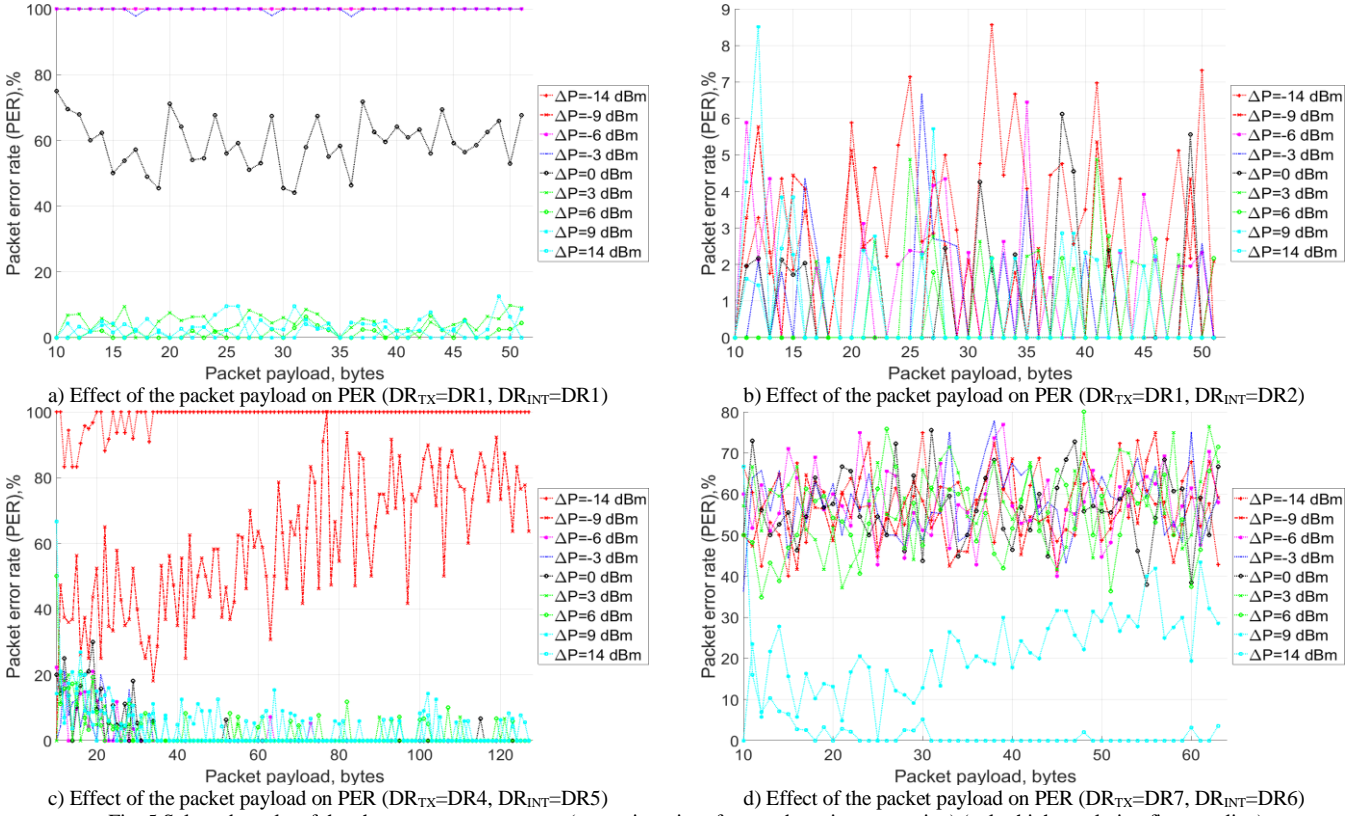 Packet error rate (PER),%
100
80
60
40
20
0
10 15 20 25 30 35 40 45 50
Packet payload, bytes
ΔP=-14 dBm
ΔP=-9 dBm
ΔP=-6 dBm
ΔP=-3 dBm
ΔP=0 dBm
ΔP=3 dBm
ΔP=6 dBm
ΔP=9 dBm
ΔP=14 dBm
a) Effect of the packet payload on PER (DRTX=DR1, DRINT=DR1)
Packet error rate (PER),%
9
8
7
6
5
4
3
2
1
0
10 15 20 25 30 35 40 45 50
Packet payload, bytes
ΔP=-14 dBm
ΔP=-9 dBm
ΔP=-6 dBm
ΔP=-3 dBm
ΔP=0 dBm
ΔP=3 dBm
ΔP=6 dBm
ΔP=9 dBm
ΔP=14 dBm
b) Effect of the packet payload on PER (DRTX=DR1, DRINT=DR2)
Packet error rate (PER),%
100
80
60
40
20
0
20 40 60 80 100 120
Packet payload, bytes
ΔP=-14 dBm
ΔP=-9 dBm
ΔP=-6 dBm
ΔP=-3 dBm
ΔP=0 dBm
ΔP=3 dBm
ΔP=6 dBm
ΔP=9 dBm
ΔP=14 dBm
c) Effect of the packet payload on PER (DRTX=DR4, DRINT=DR5)
Packet error rate (PER),%
80
70
60
50
40
30
20
10
0
10 20 30 40 50 60
Packet payload, bytes
ΔP=-14 dBm
ΔP=-9 dBm
ΔP=-6 dBm
ΔP=-3 dBm
ΔP=0 dBm
ΔP=3 dBm
ΔP=6 dBm
ΔP=9 dBm
ΔP=14 dBm
d) Effect of the packet payload on PER (DRTX=DR7, DRINT=DR6)